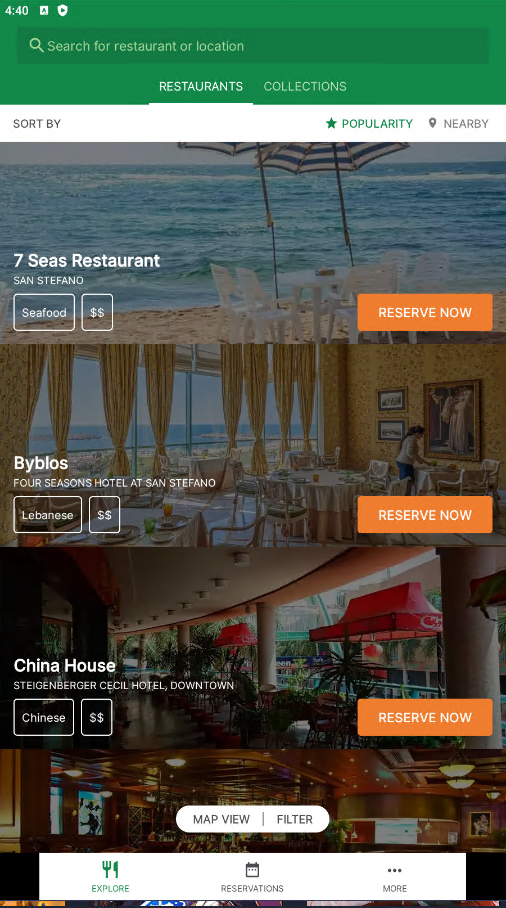 4:40
Search for restaurant or location
RESTAURANTS COLLECTIONS
SORT BY POPULARITY NEARBY
7 Seas Restaurant
SAN STEFANO
Seafood $$ RESERVE NOW
Byblos
FOUR SEASONS HOTEL AT SAN STEFANO
Lebanese $$ RESERVE NOW
China House
STEIGENBERGER CECIL HOTEL, DOWNTOWN
Chinese $$ RESERVE NOW
MAP VIEW | FILTER
EXPLORE RESERVATIONS MORE